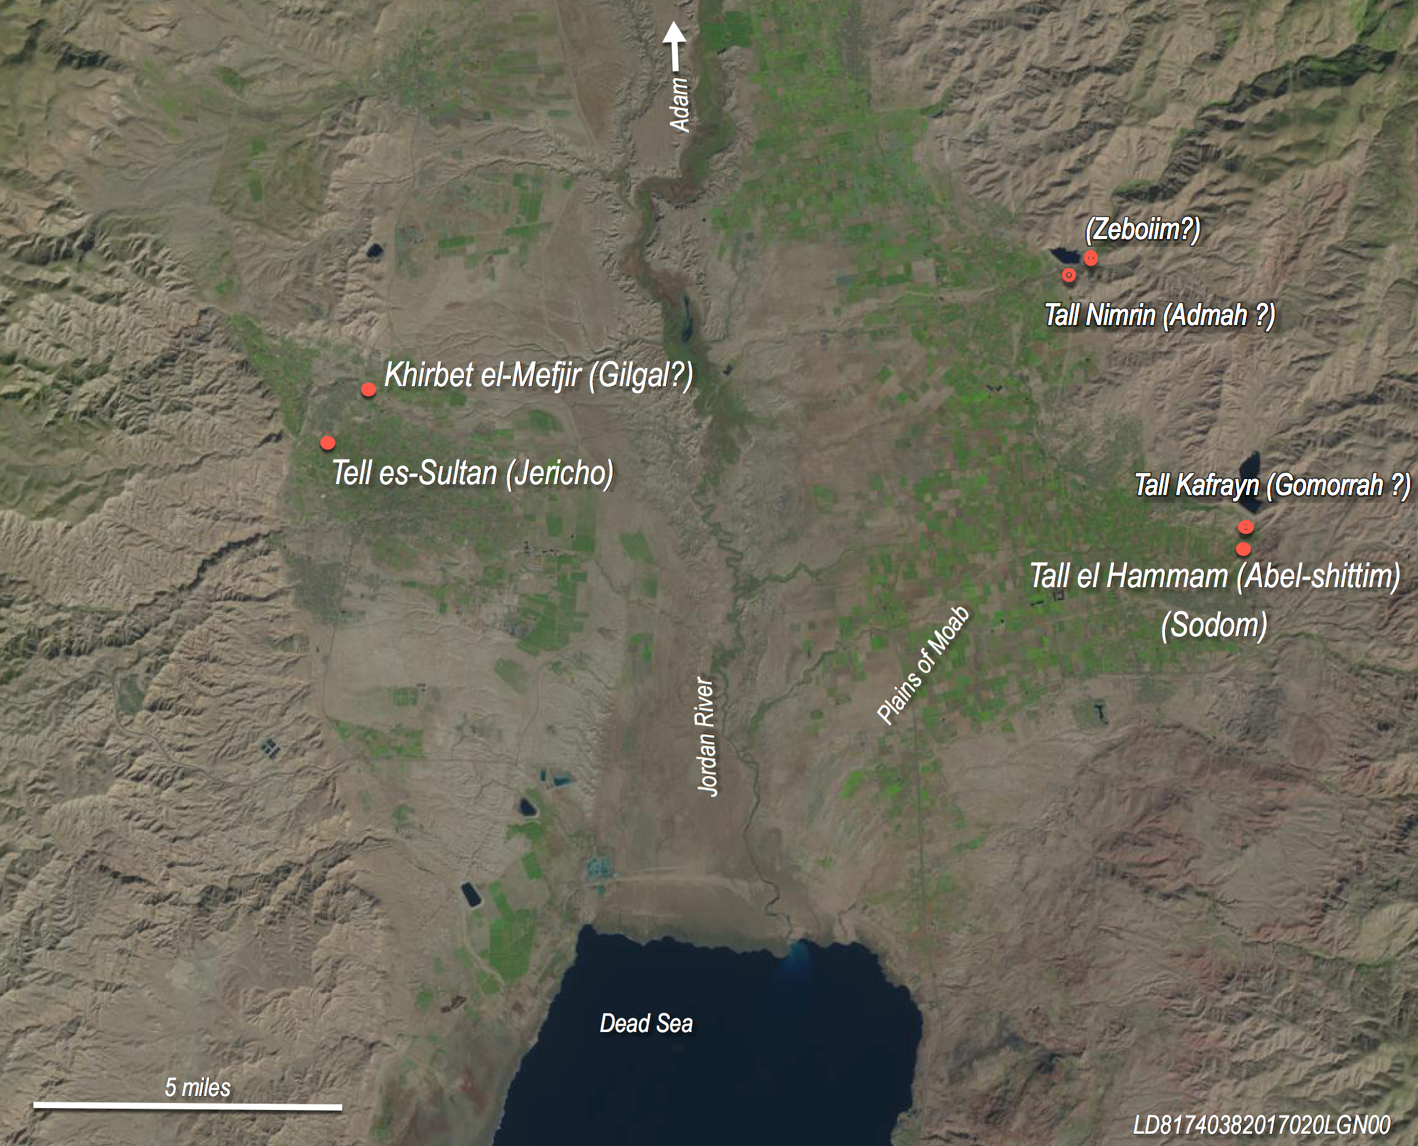 Adam
(Zeboiim?)
Tall Nimrin (Admah ?)
Khirbet el-Mefjir (Gilgal?)
Tell es-Sultan (Jericho)
Tall Kafrayn (Gomorrah ?)
Tall el Hammam (Abel-shittim)
(Sodom)
Plains of Moab
Jordan River
Dead Sea
5 miles
LD81740382017020LGN00